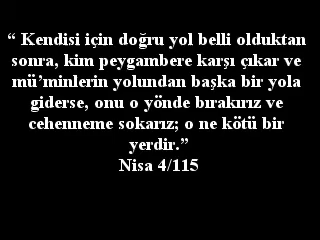 “ Kendisi için doğru yol belli olduktan
sonra, kim peygambere karşı çıkar ve
mü’minlerin yolundan başka bir yola
giderse, onu o yönde bırakırız ve
cehenneme sokarız; o ne kötü bir
yerdir.”
Nisa 4/115